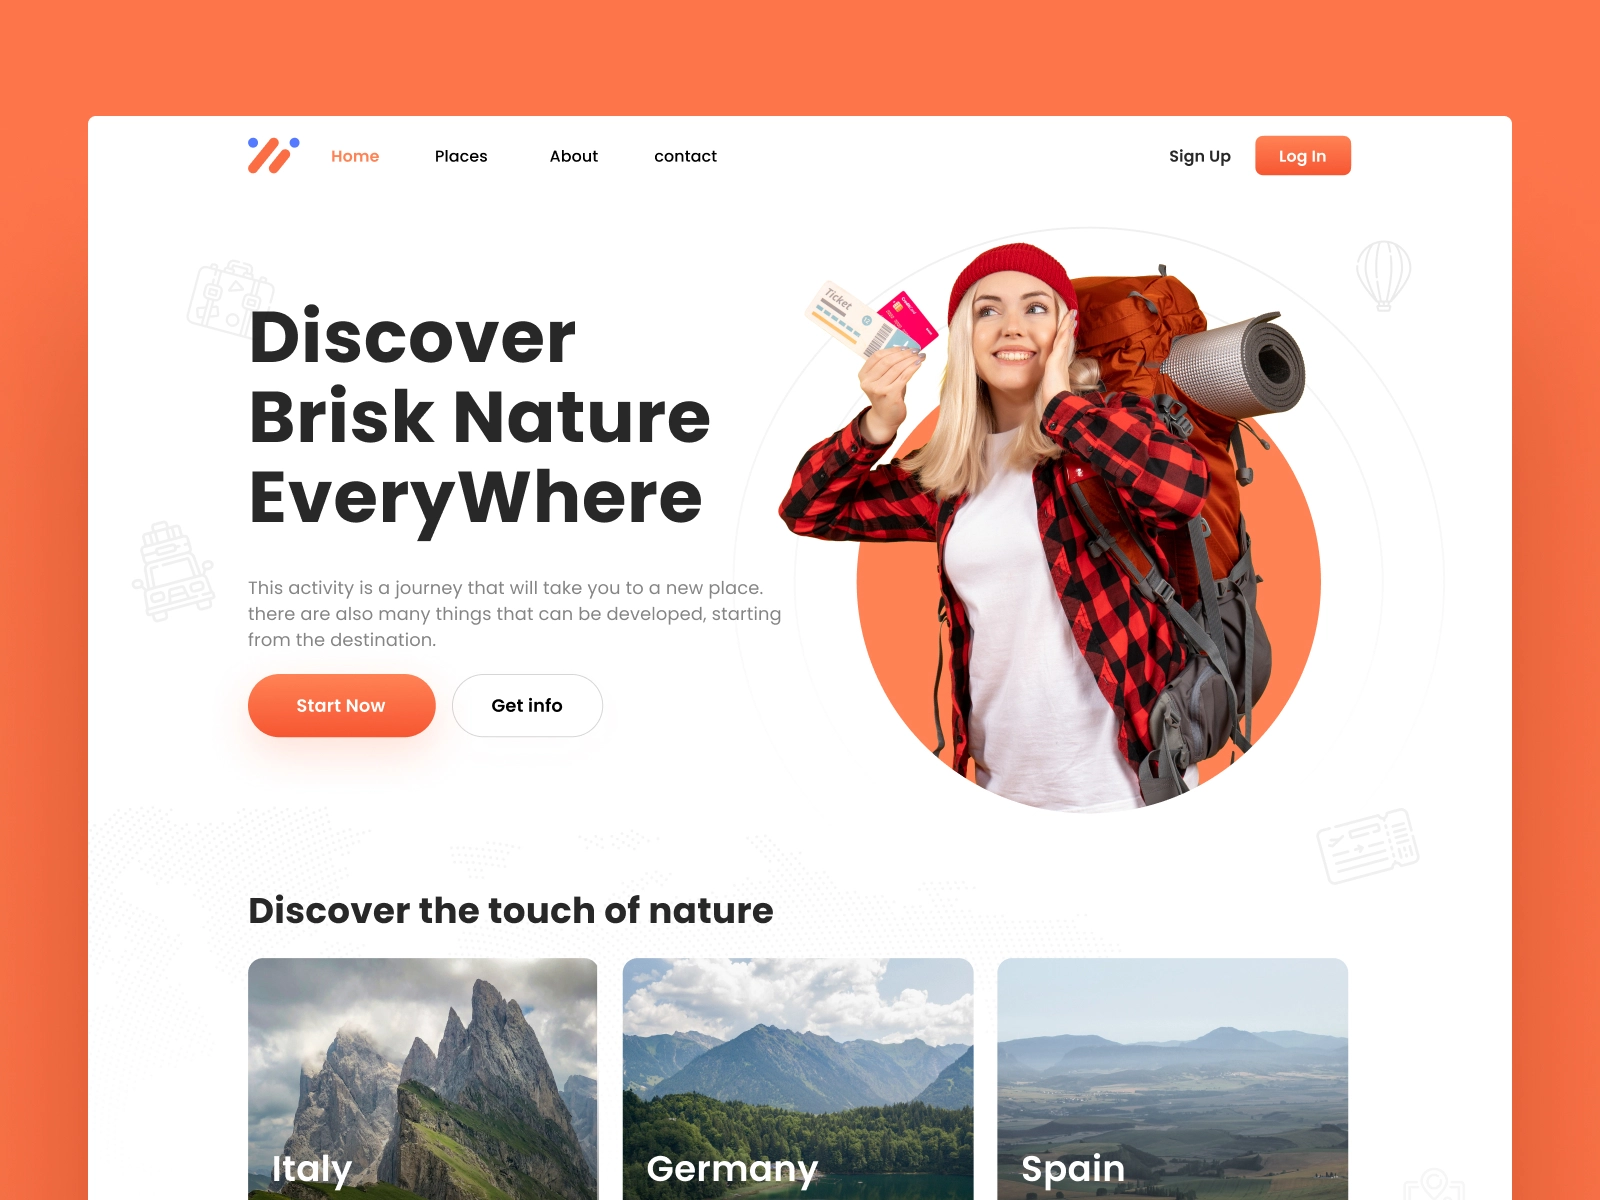 Home Places About contact Sign Up Log In
Ticket
Discover
Brisk Nature
EveryWhere
This activity is a journey that will take you to a new place.
there are also many things that can be developed, starting
from the destination.
Start Now Get info
Discover the touch of nature
Italy Germany Spain